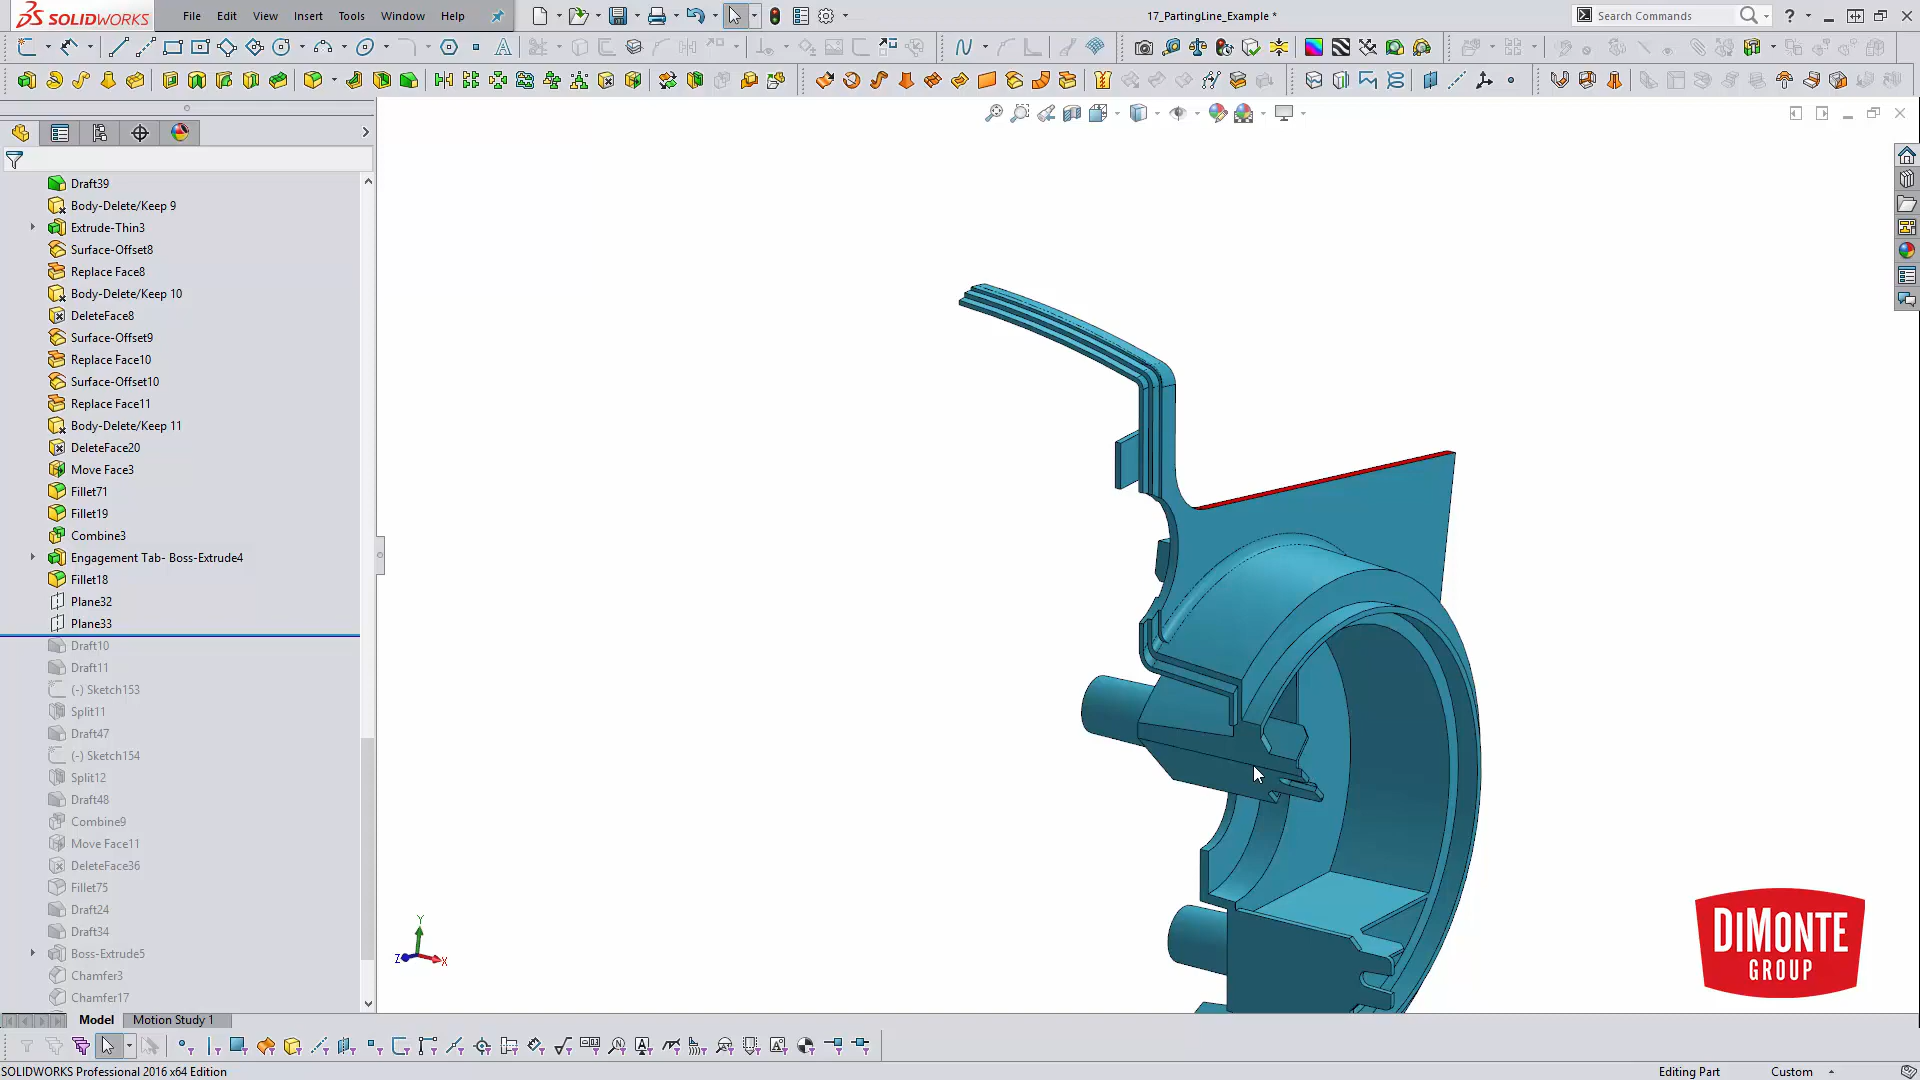 SOLIDWORKS
File Edit View Insert Tools Window Help
17_PartingLine_Example *
Search Commands
Draft39
Body-Delete/Keep 9
Extrude-Thin3
Surface-Offset8
Replace Face8
Body-Delete/Keep 10
DeleteFace8
Surface-Offset9
Replace Face10
Surface-Offset10
Replace Face11
Body-Delete/Keep 11
DeleteFace20
Move Face3
Fillet71
Fillet19
Combine3
Engagement Tab- Boss-Extrude4
Fillet18
Plane32
Plane33
Draft10
Draft11
(-) Sketch153
Split11
Draft47
(-) Sketch154
Split12
Draft48
Combine9
Move Face11
DeleteFace36
Fillet75
Draft24
Draft34
Boss-Extrude5
Chamfer3
Chamfer17
Y
Z
X
DIMONTE
GROUP
Model
Motion Study 1
SOLIDWORKS Professional 2016 x64 Edition
Editing Part
Custom